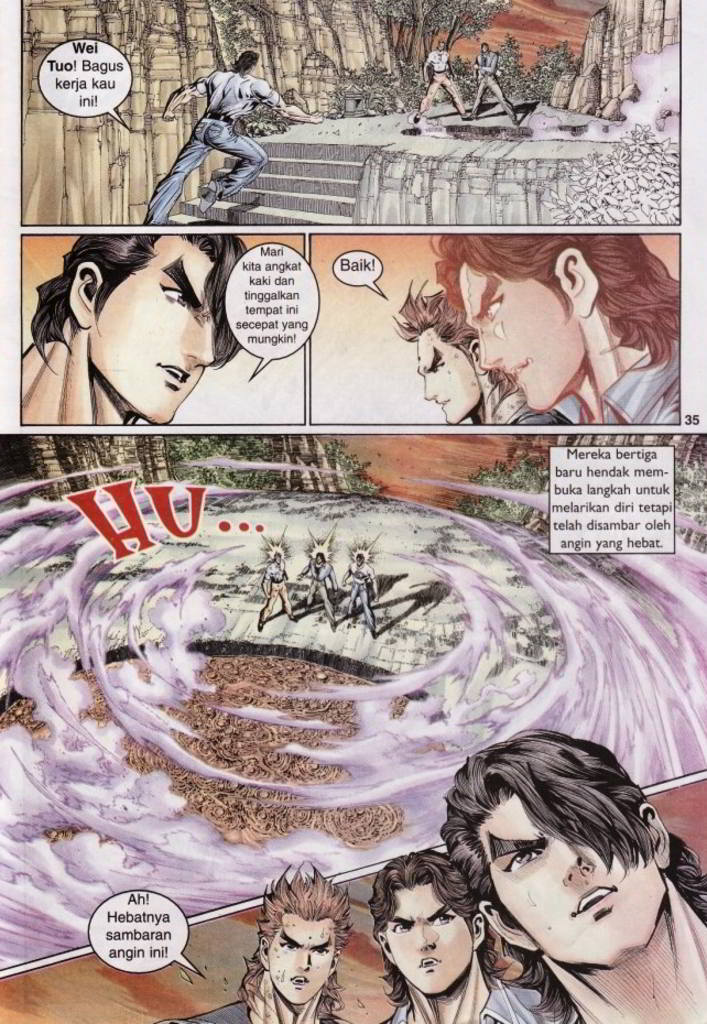 Wei
Tuo! Bagus
kerja kau
ini!
Mari
kita angkat
kaki dan
tinggalkan
tempat ini
secepat yang
mungkin!
Baik!
35
HU...
Mereka bertiga
baru hendak mem-
buka langkah untuk
melarikan diri tetapi
telah disambar oleh
angin yang hebat.
Ah!
Hebatnya
sambaran
angin ini!